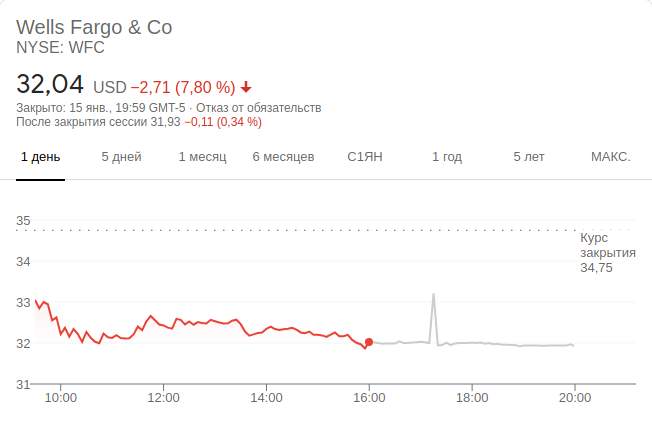 Wells Fargo & Co
NYSE: WFC
32,04 USD −2,71 (7,80 %)
Закрыто: 15 янв., 19:59 GMT-5 · Отказ от обязательств
После закрытия сессии 31,93 −0,11 (0,34 %)
1 день 5 дней 1 месяц 6 месяцев С1ЯН 1 год 5 лет МАКС.
35
Курс
закрытия
34,75
34
33
32
31
10:00 12:00 14:00 16:00 18:00 20:00